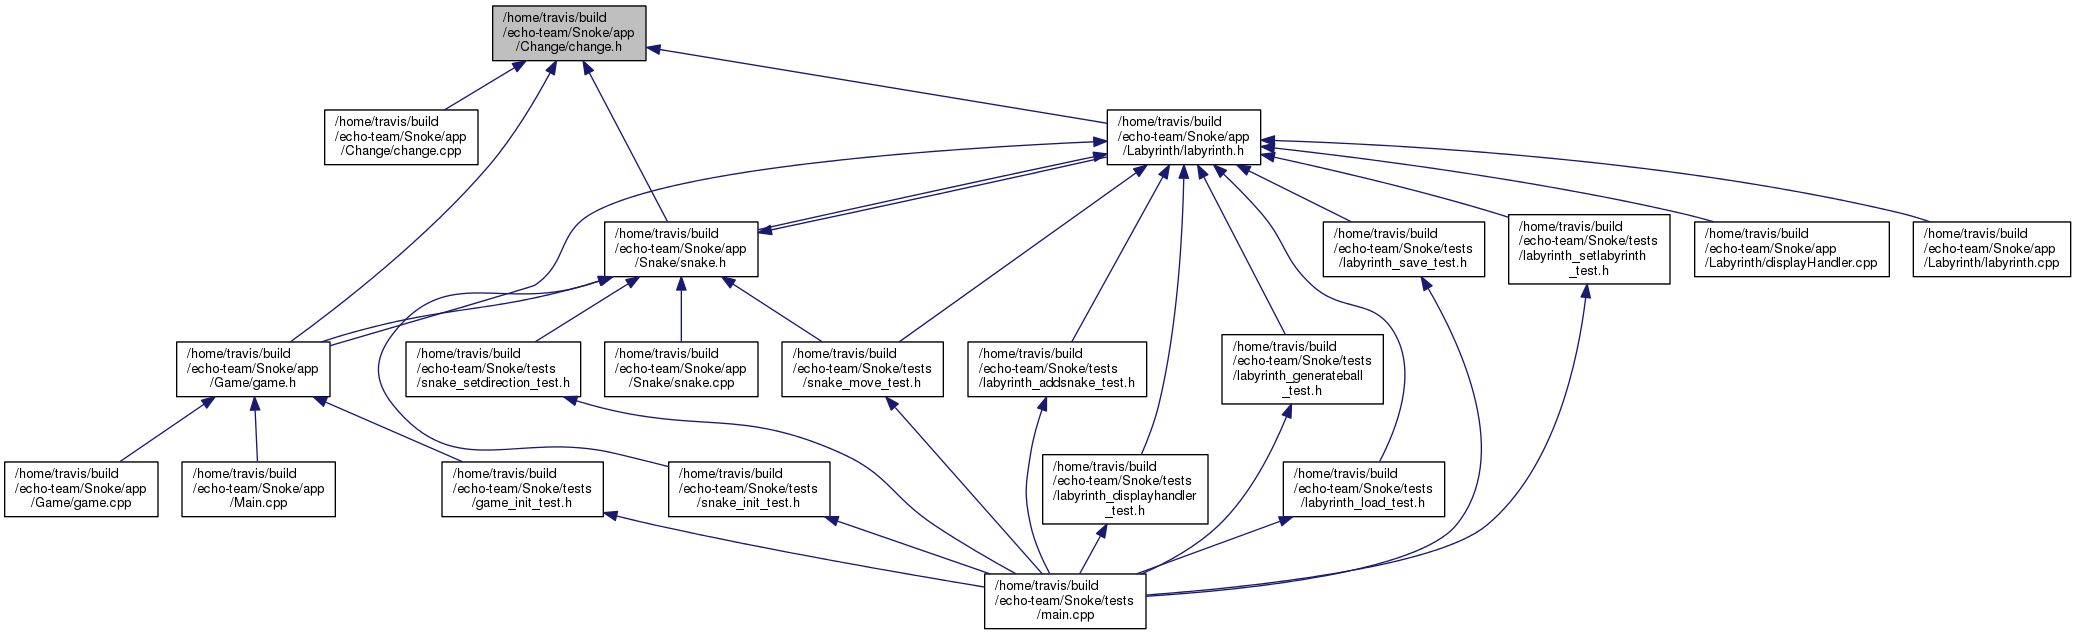 /home/travis/build
/echo-team/Snoke/app
/Change/change.h
/home/travis/build
/echo-team/Snoke/app
/Change/change.cpp
/home/travis/build
/echo-team/Snoke/app
/Labyrinth/labyrinth.h
/home/travis/build
/echo-team/Snoke/app
/Snake/snake.h
/home/travis/build
/echo-team/Snoke/tests
/labyrinth_save_test.h
/home/travis/build
/echo-team/Snoke/tests
/labyrinth_setlabyrinth
_test.h
/home/travis/build
/echo-team/Snoke/app
/Labyrinth/displayHandler.cpp
/home/travis/build
/echo-team/Snoke/app
/Labyrinth/labyrinth.cpp
/home/travis/build
/echo-team/Snoke/app
/Game/game.h
/home/travis/build
/echo-team/Snoke/tests
/snake_setdirection_test.h
/home/travis/build
/echo-team/Snoke/app
/Snake/snake.cpp
/home/travis/build
/echo-team/Snoke/tests
/snake_move_test.h
/home/travis/build
/echo-team/Snoke/tests
/labyrinth_addsnake_test.h
/home/travis/build
/echo-team/Snoke/tests
/labyrinth_generateball
_test.h
/home/travis/build
/echo-team/Snoke/app
/Game/game.cpp
/home/travis/build
/echo-team/Snoke/app
/Main.cpp
/home/travis/build
/echo-team/Snoke/tests
/game_init_test.h
/home/travis/build
/echo-team/Snoke/tests
/snake_init_test.h
/home/travis/build
/echo-team/Snoke/tests
/labyrinth_displayhandler
_test.h
/home/travis/build
/echo-team/Snoke/tests
/labyrinth_load_test.h
/home/travis/build
/echo-team/Snoke/tests
/main.cpp